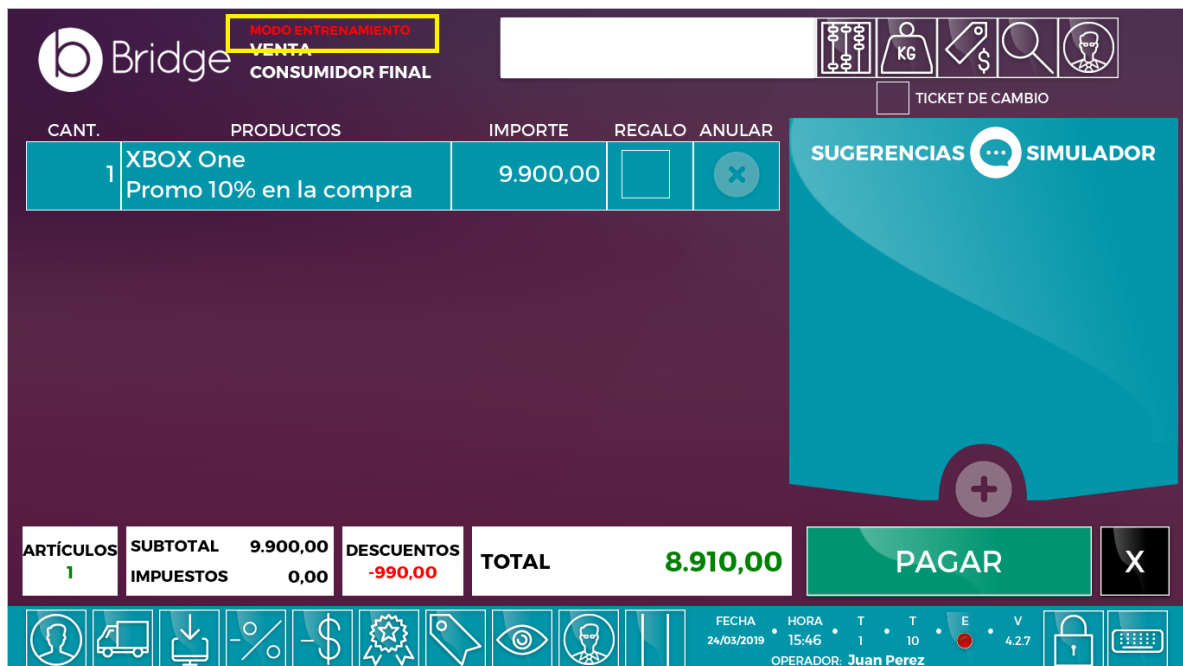 MODO ENTRENAMIENTO
Bridge
VENTA
CONSUMIDOR FINAL
KG
$
TICKET DE CAMBIO
CANT. PRODUCTOS IMPORTE REGALO ANULAR
1 XBOX One 9.900,00
Promo 10% en la compra
SUGERENCIAS SIMULADOR
ARTÍCULOS
1
SUBTOTAL 9.900,00
IMPUESTOS 0,00
DESCUENTOS
-990,00
TOTAL 8.910,00
PAGAR
X
-%
-$
FECHA HORA T T E V
24/03/2019 15:46 1 10 4.2.7
OPERADOR: Juan Perez